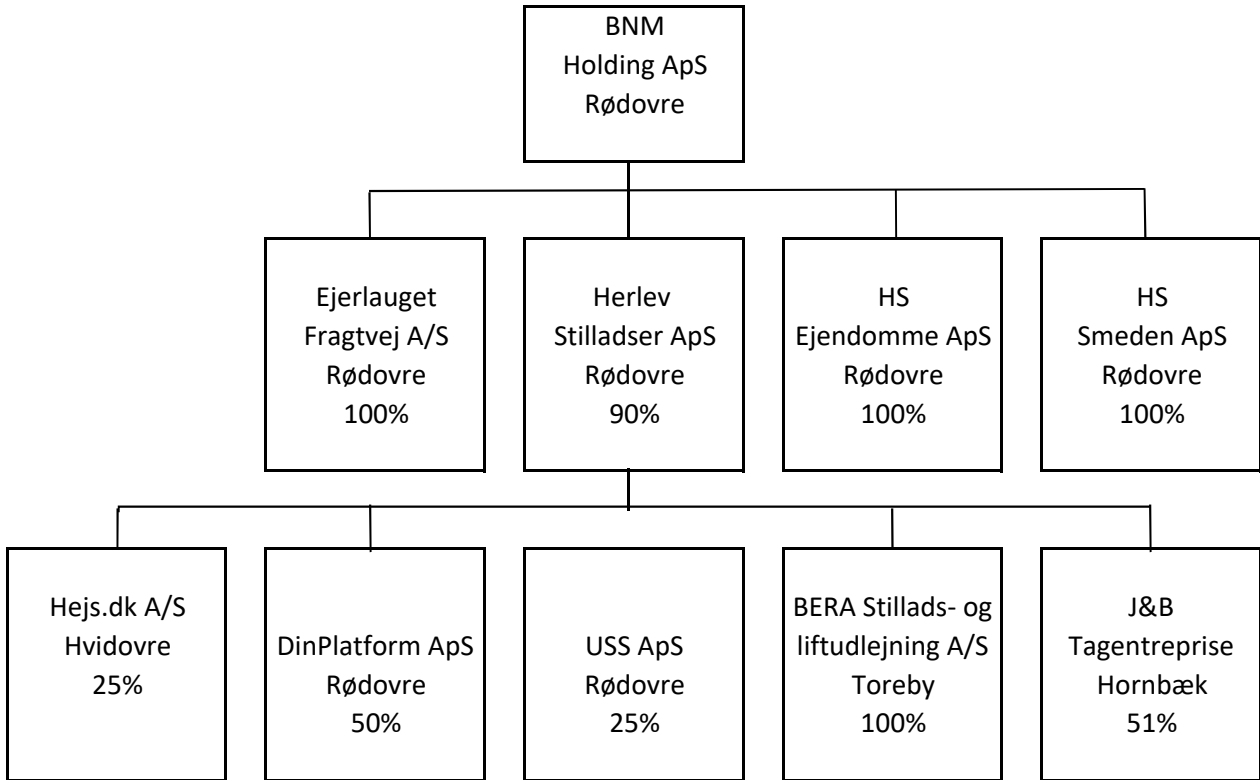 BNM
Holding ApS
Rødovre
Ejerlauget
Fragtvej A/S
Rødovre
100%
Herlev
Stilladser ApS
Rødovre
90%
HS
Ejendomme ApS
Rødovre
100%
HS
Smeden ApS
Rødovre
100%
Hejs.dk A/S
Hvidovre
25%
DinPlatform ApS
Rødovre
50%
USS ApS
Rødovre
25%
BERA Stillads- og
liftudlejning A/S
Toreby
100%
J&B
Tagentreprise
Hornbæk
51%